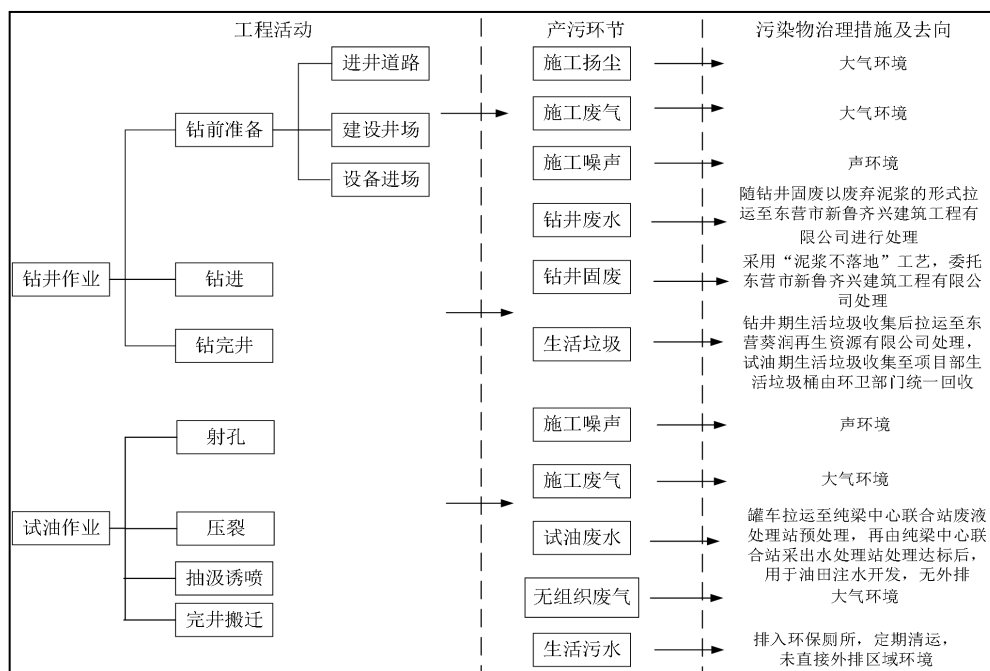 工程活动
产污环节
污染物治理措施及去向
钻井作业
钻前准备
进井道路
建设井场
设备进场
钻进
钻完井
试油作业
射孔
压裂
抽汲诱喷
完井搬迁
施工扬尘
大气环境
施工废气
大气环境
施工噪声
声环境
钻井废水
随钻井固废以废弃泥浆的形式拉
运至东营市新鲁齐兴建筑工程有
限公司进行处理
钻井固废
采用“泥浆不落地”工艺，委托
东营市新鲁齐兴建筑工程有限公
司处理
生活垃圾
钻井期生活垃圾收集后拉运至东
营葵润再生资源有限公司处理，
试油期生活垃圾收集至项目部生
活垃圾桶由环卫部门统一回收
施工噪声
声环境
施工废气
大气环境
试油废水
罐车拉运至纯梁中心联合站废液
处理站预处理，再由纯梁中心联
合站采出水处理站处理达标后，
用于油田注水开发，无外排
无组织废气
大气环境
生活污水
排入环保厕所，定期清运，
未直接外排区域环境